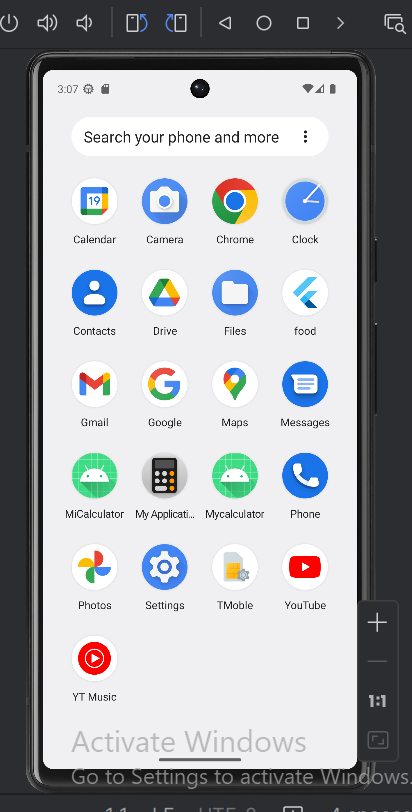 3:07
Search your phone and more
19
Calendar Camera Chrome Clock
Contacts Drive Files food
Gmail Google Maps Messages
MiCalculator My Applicati... Mycalculator Phone
Photos Settings TMoble YouTube
YT Music
1:1
Activate Windows
Go to Settings to activate Windows.